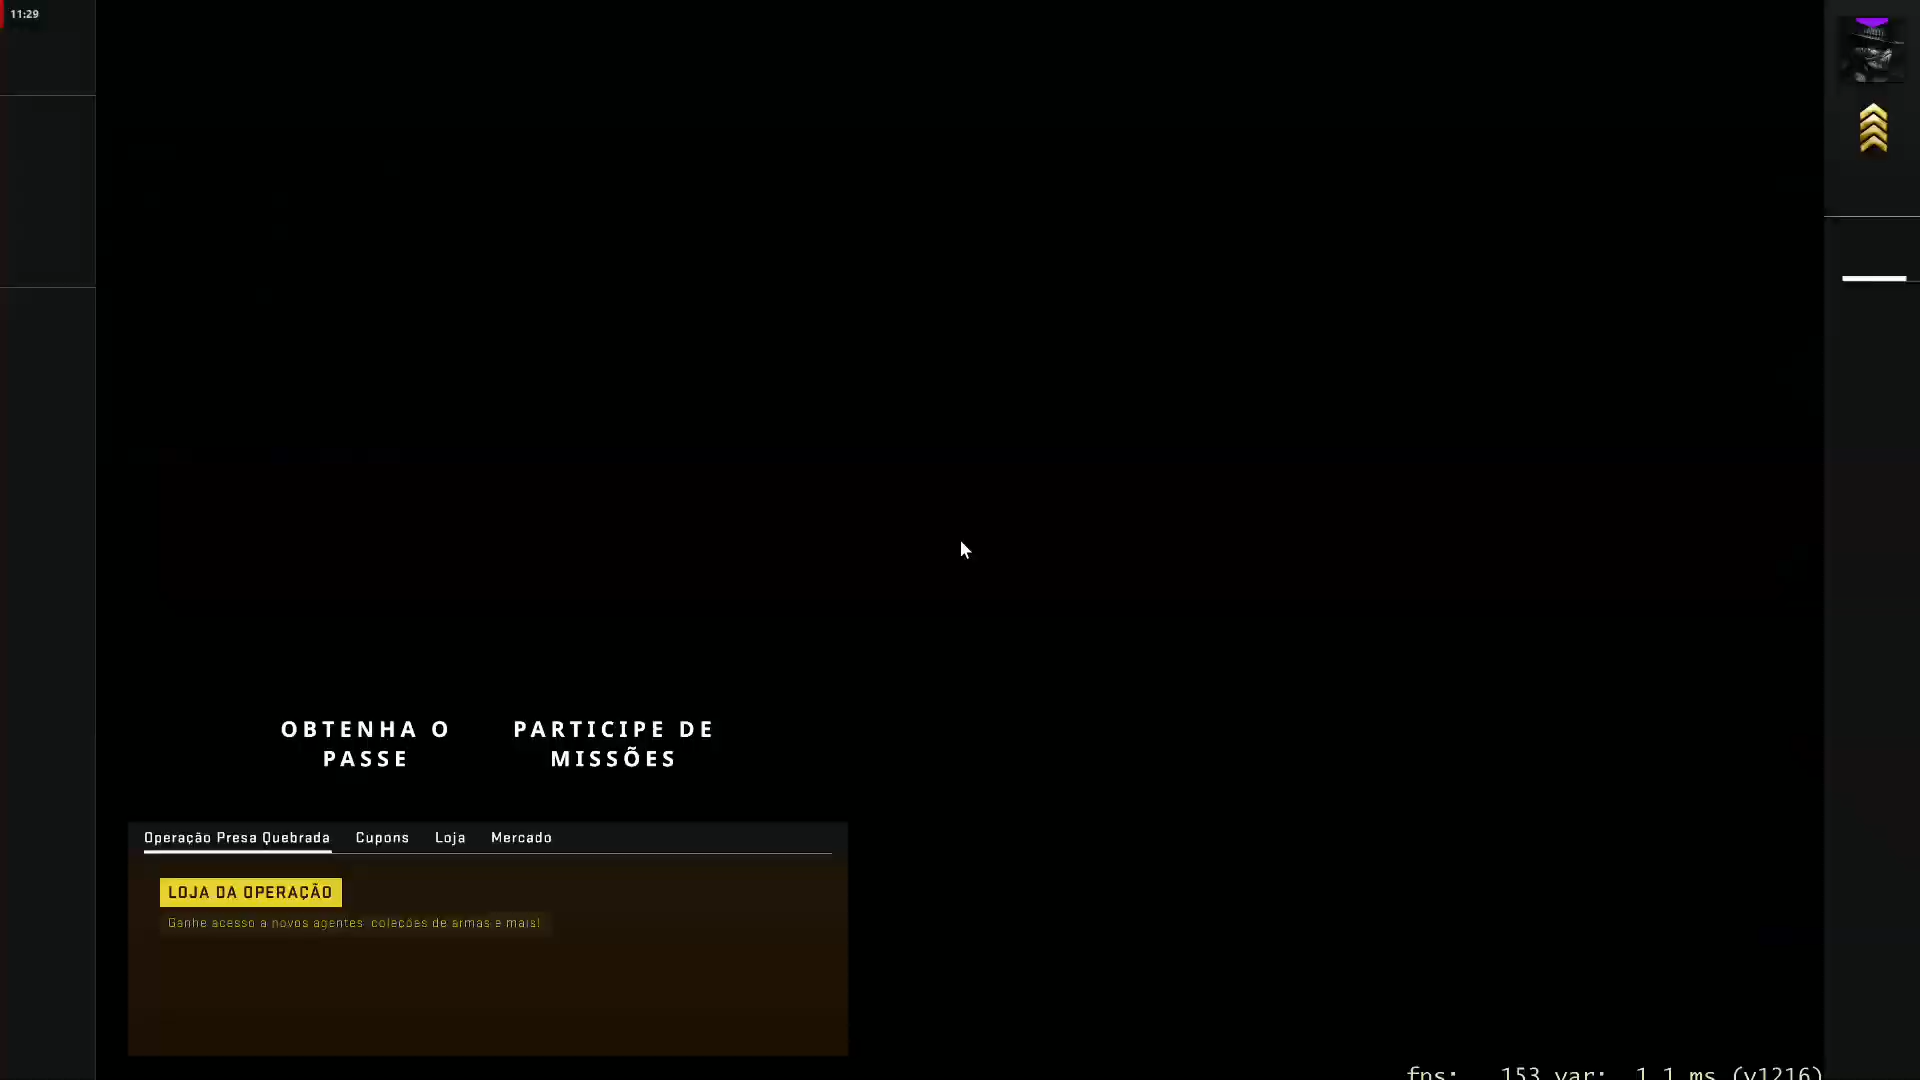 11:29
OBTENHA O
PASSE
PARTICIPE DE
MISSÕES
Operação Presa Quebrada Cupons Loja Mercado
LOJA DA OPERAÇÃO
Ganhe acesso a novos agentes, coleções de armas e mais!
fps: 153 var: 1.1 ms (v1216)